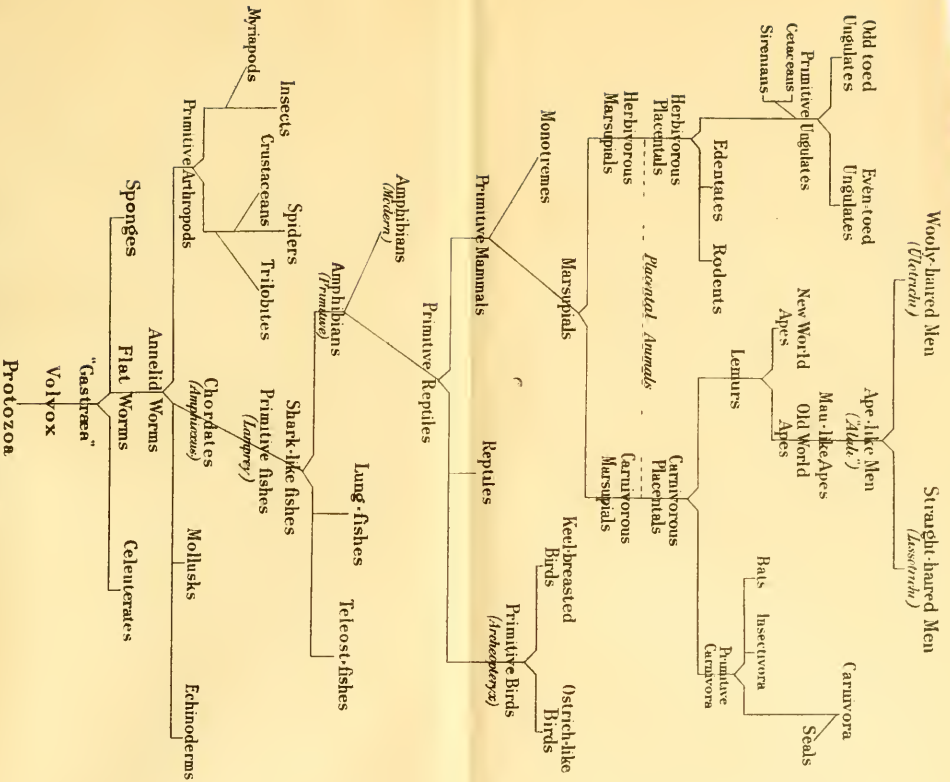 Wooly-haired Men
(Ulotrichi)
Straight-haired Men
(Lissotrichi)
Odd toed
Ungulates
Even-toed
Ungulates
Ape-like Men
("Alali")
Carnivora
Seals
Primitive Ungulates
Cetaceans
Sirenians
Man-like Apes
New World
Apes
Old World
Apes
Bats
Insectivora
Primitive
Carnivora
Edentates
Rodents
Lemurs
Herbivorous
Placentals
Carnivorous
Placentals
Placental Animals
Herbivorous
Marsupials
Carnivorous
Marsupials
Monotremes
Marsupials
Keel-breasted
Birds
Ostrich-like
Birds
Primitive Mammals
Reptiles
Primitive Birds
(Archeopteryx)
Primitive Reptiles
Amphibians
(Modern)
Amphibians
(Primitive)
Lung-fishes
Teleost-fishes
Shark-like fishes
Primitive fishes
(Lamprey)
Myriapods
Insects
Crustaceans
Spiders
Trilobites
Chordates
(Amphioxus)
Primitive Arthropods
Mollusks
Echinoderms
Annelid Worms
Sponges
Flat Worms
Celeuterates
"Gastræa"
Volvox
Protozoa